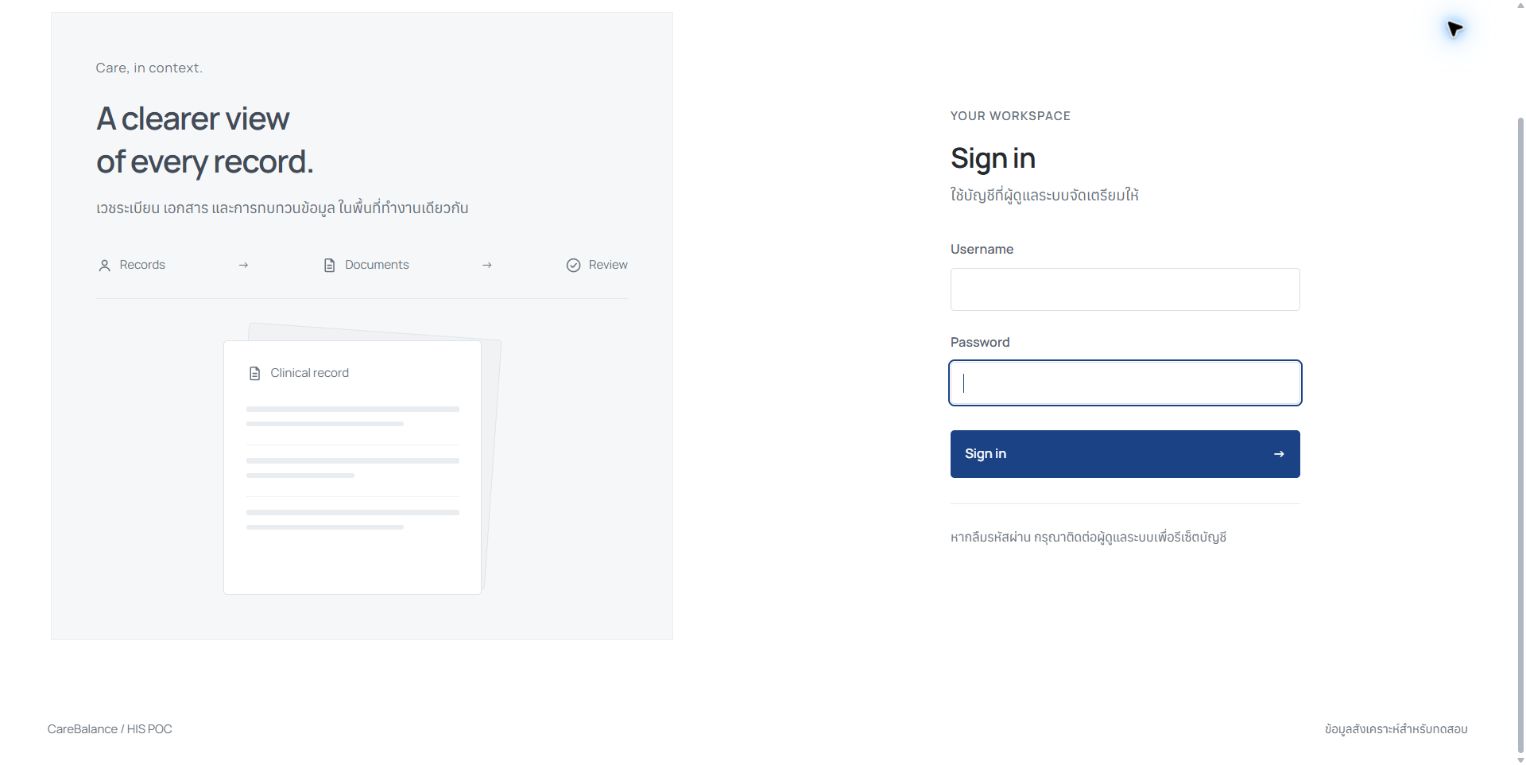 Care, in context.
A clearer view
of every record.
เวชระเบียน เอกสาร และการทบทวนข้อมูล ในพื้นที่ทำงานเดียวกัน
Records → Documents → Review
Clinical record
YOUR WORKSPACE
Sign in
ใช้บัญชีที่ผู้ดูแลระบบจัดเตรียมให้
Username
Password
Sign in →
หากลืมรหัสผ่าน กรุณาติดต่อผู้ดูแลระบบเพื่อรีเซ็ตบัญชี
CareBalance / HIS POC
ข้อมูลสังเคราะห์สำหรับทดสอบ